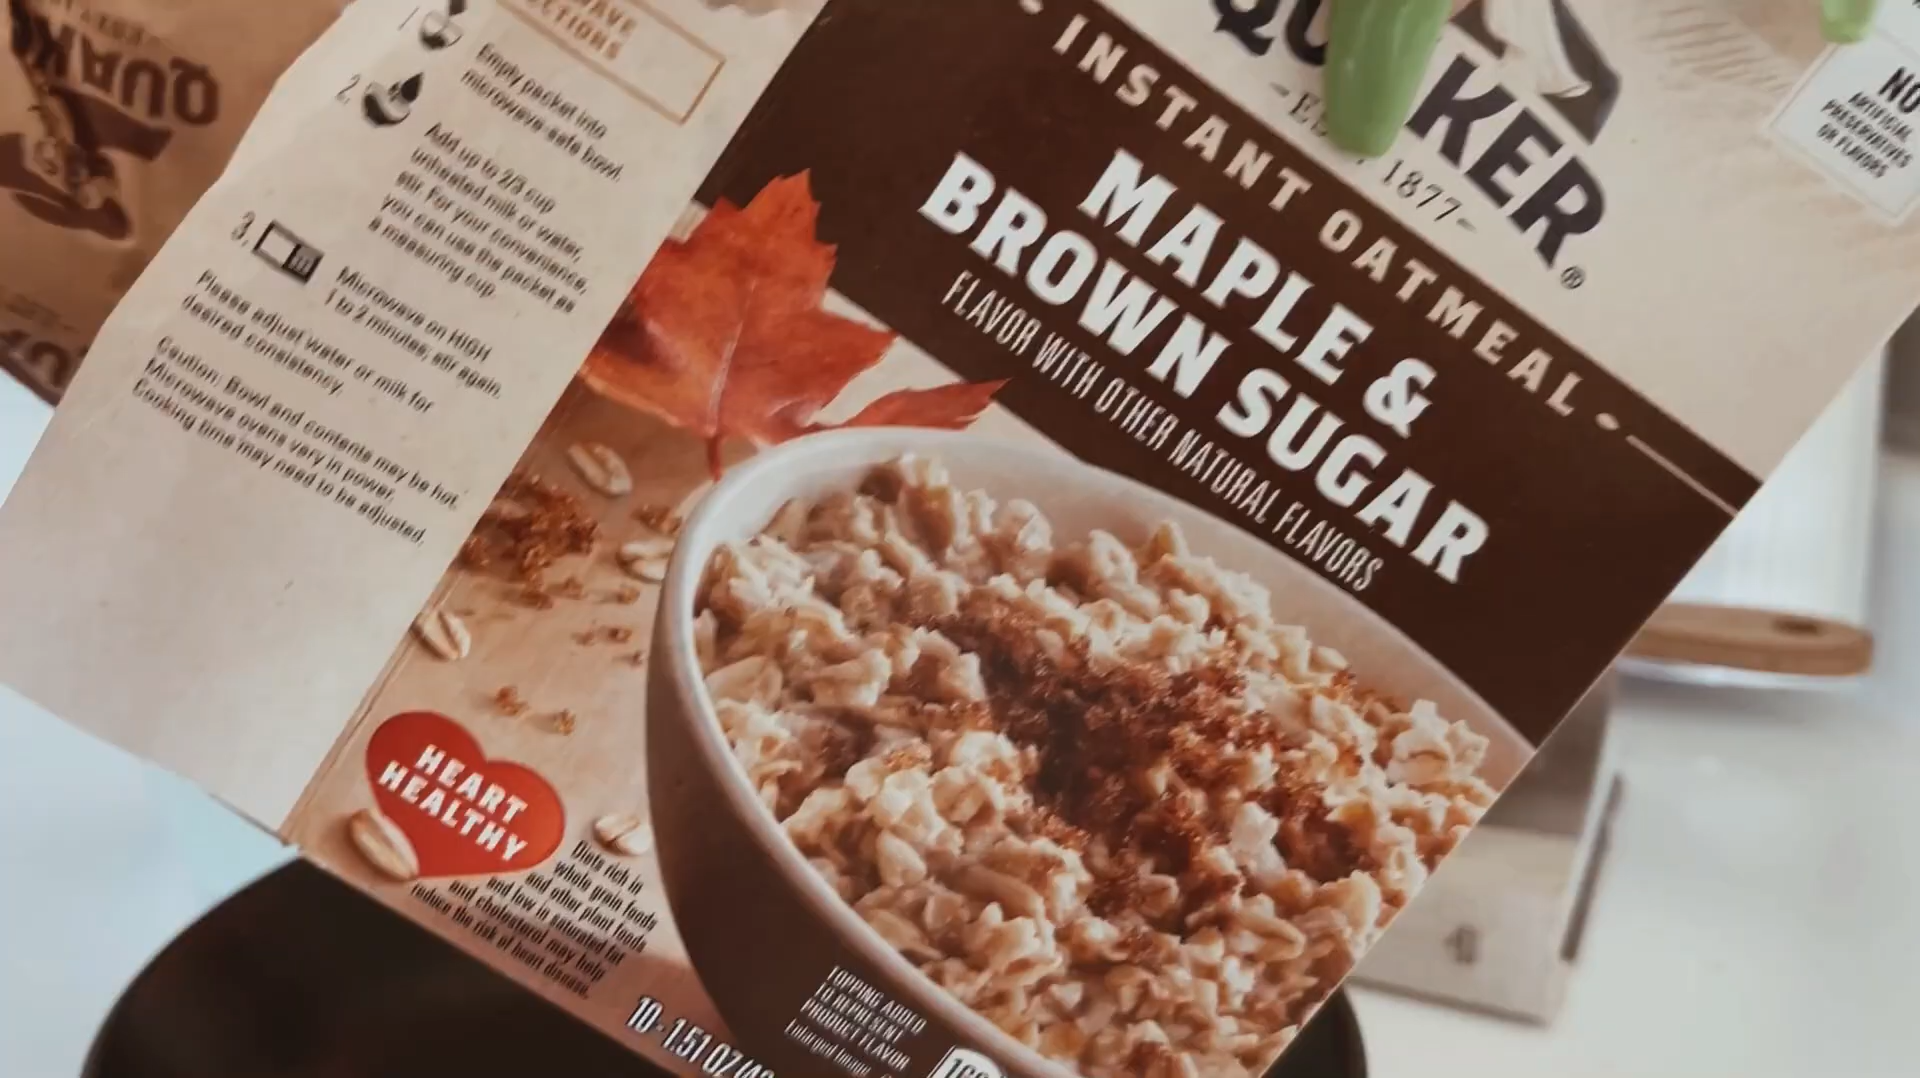 QUAKER
1.
Empty packet into
microwave-safe bowl.
2.
Add up to 2/3 cup
unheated milk or water,
stir. For your convenience,
you can use the packet as
a measuring cup.
3.
Microwave on HIGH
1 to 2 minutes; stir again.
Please adjust water or milk for
desired consistency.
Caution: Bowl and contents may be hot.
Microwave ovens vary in power.
Cooking time may need to be adjusted.
KER®
1877-
INSTANT OATMEAL
MAPLE &
BROWN SUGAR
FLAVOR WITH OTHER NATURAL FLAVORS
NO
ARTIFICIAL
PRESERVATIVES
OR FLAVORS
HEART
HEALTHY
Diets rich in
whole grain foods
and other plant foods
and low in saturated fat
and cholesterol may help
reduce the risk of heart disease.
10-1.51 OZ
TOPPING ADDED
TO REPRESENT
PRODUCT FLAVOR
Enlarged Image
160